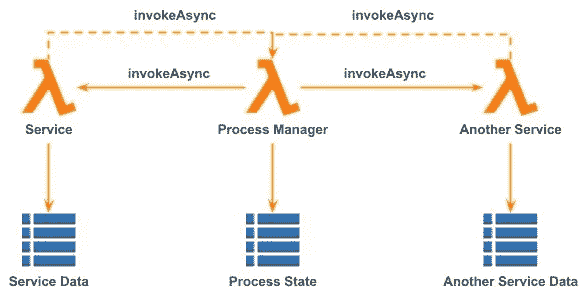 invokeAsync
invokeAsync
invokeAsync
invokeAsync
Service
Process Manager
Another Service
Service Data
Process State
Another Service Data